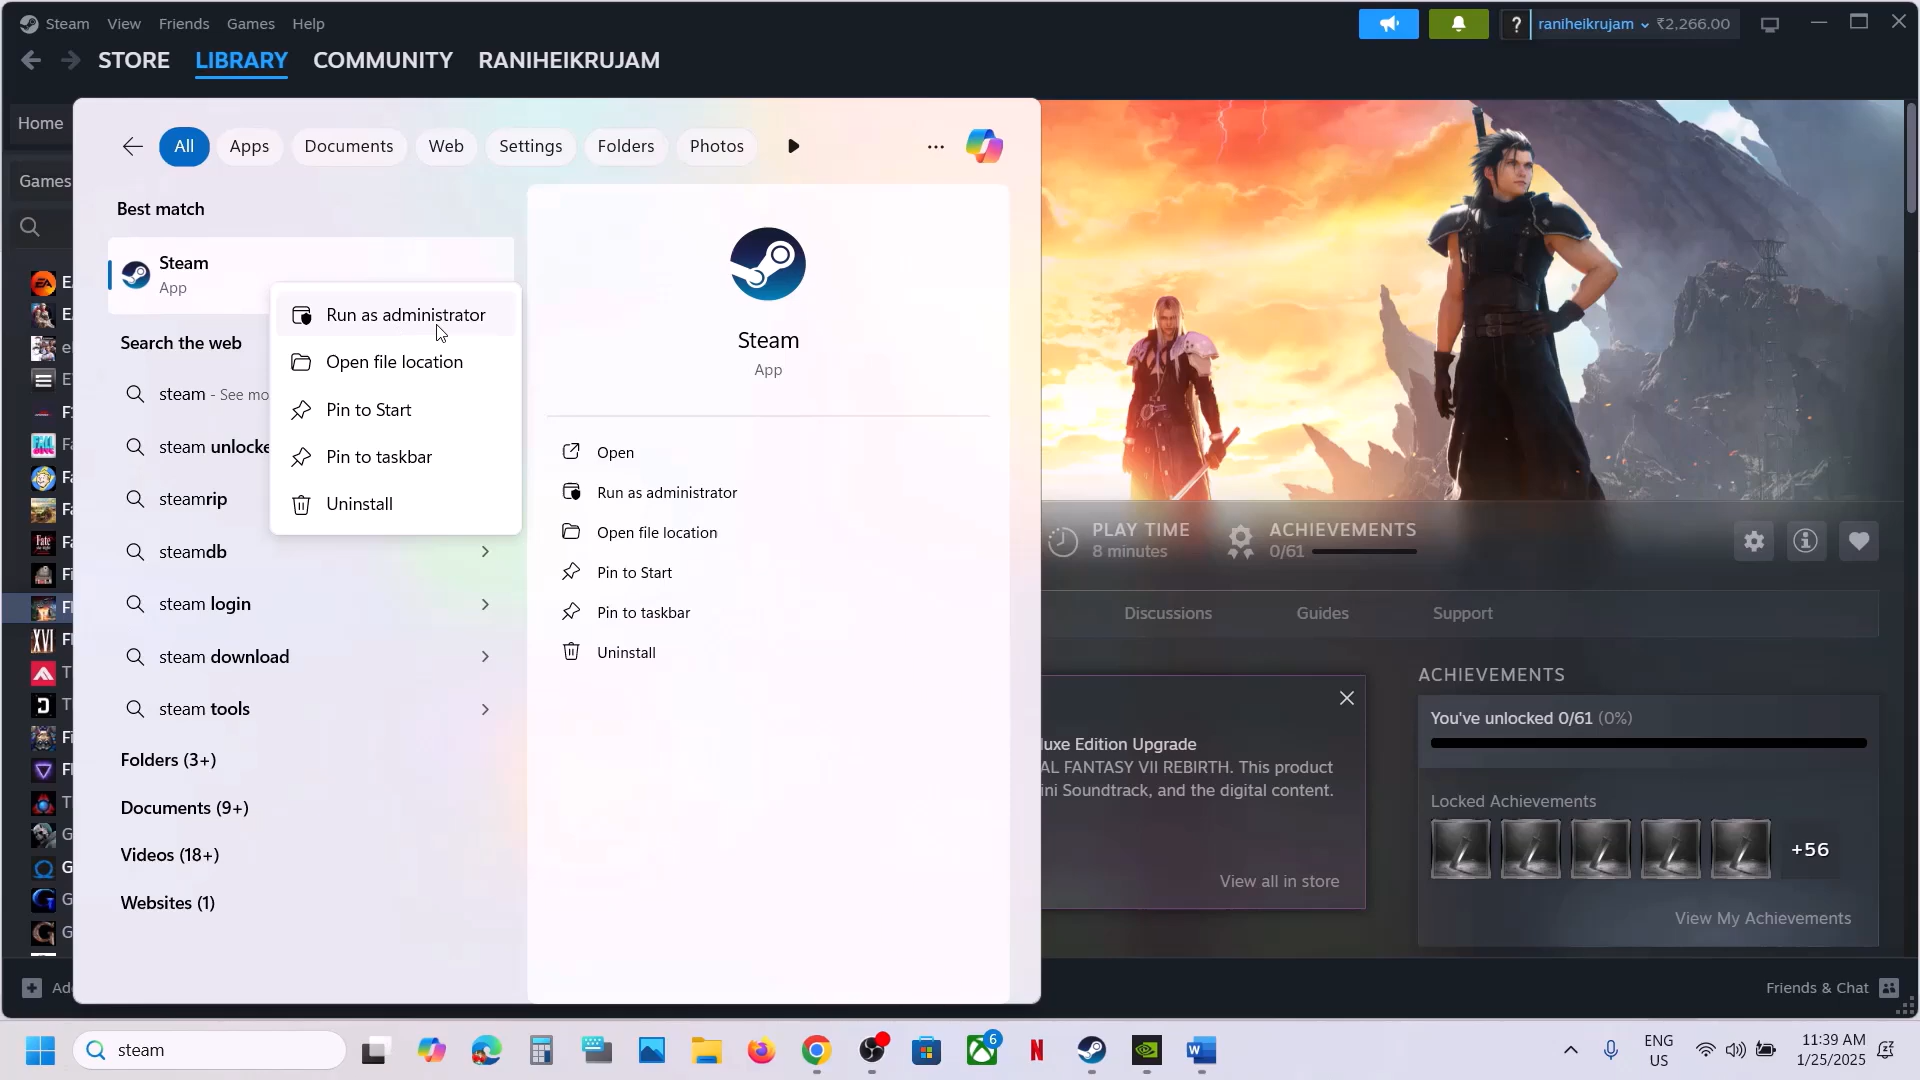 Steam View Friends Games Help
raniheikrujam ₹2,266.00
STORE LIBRARY COMMUNITY RANIHEIKRUJAM
Home
Games
All Apps Documents Web Settings Folders Photos
Best match
Steam
App
Run as administrator
Open file location
Pin to Start
Pin to taskbar
Uninstall
Search the web
steam - See mo
steam unlocke
steamrip
steamdb
steam login
steam download
steam tools
Folders (3+)
Documents (9+)
Videos (18+)
Websites (1)
Steam
App
Open
Run as administrator
Open file location
Pin to Start
Pin to taskbar
Uninstall
PLAY TIME
8 minutes
ACHIEVEMENTS
0/61
Discussions Guides Support
luxe Edition Upgrade
AL FANTASY VII REBIRTH. This product
ini Soundtrack, and the digital content.
View all in store
ACHIEVEMENTS
You've unlocked 0/61 (0%)
Locked Achievements
+56
View My Achievements
Friends & Chat
steam
6
ENG
US
11:39 AM
1/25/2025